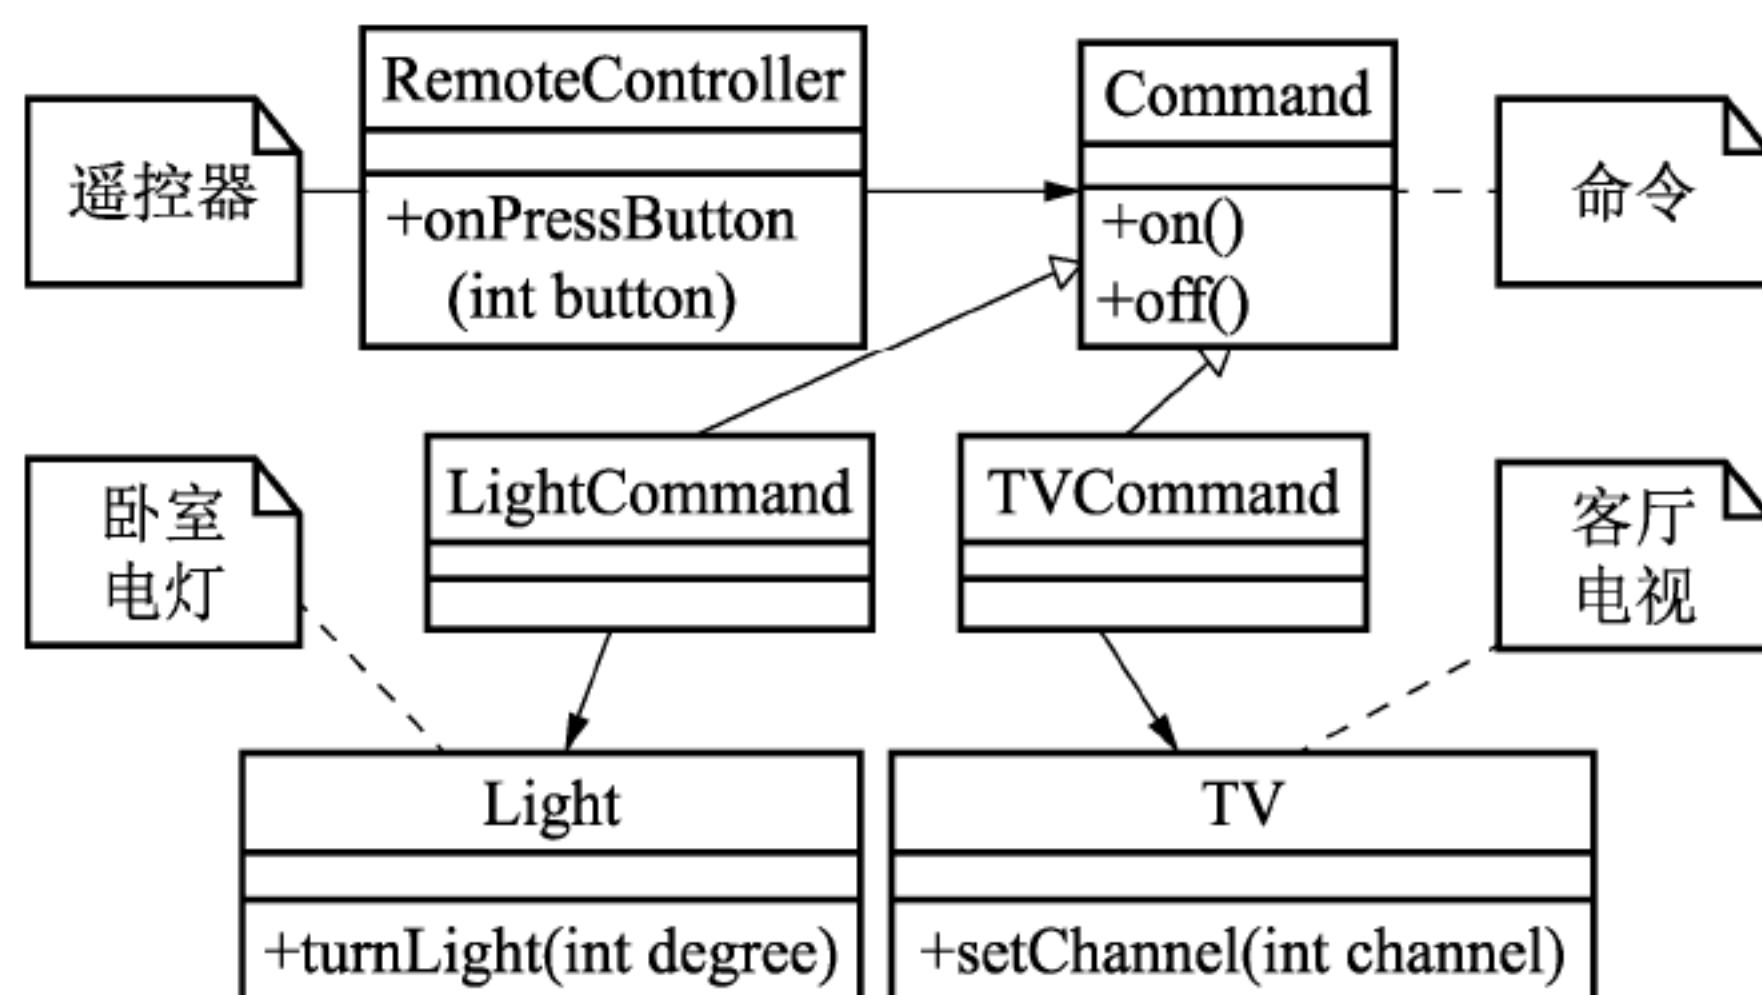 RemoteController
+onPressButton
(int button)
Command
+on()
+off()
遥控器
命令
LightCommand
TVCommand
卧室
电灯
客厅
电视
Light
+turnLight(int degree)
TV
+setChannel(int channel)